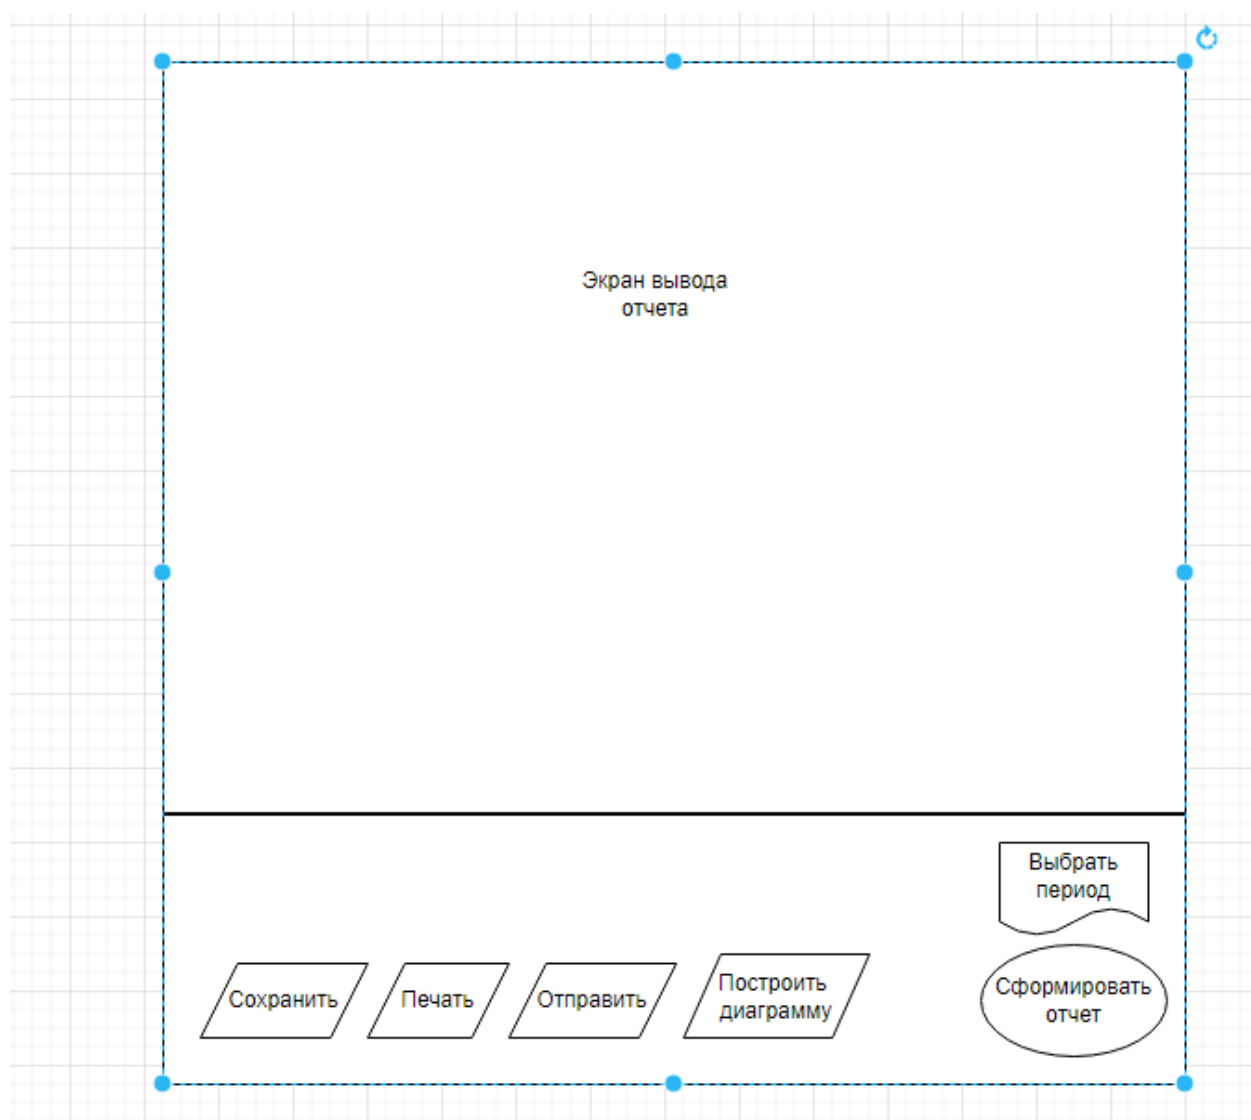 Экран вывода
отчета
Выбрать
период
Сохранить
Печать
Отправить
Построить
диаграмму
Сформировать
отчет